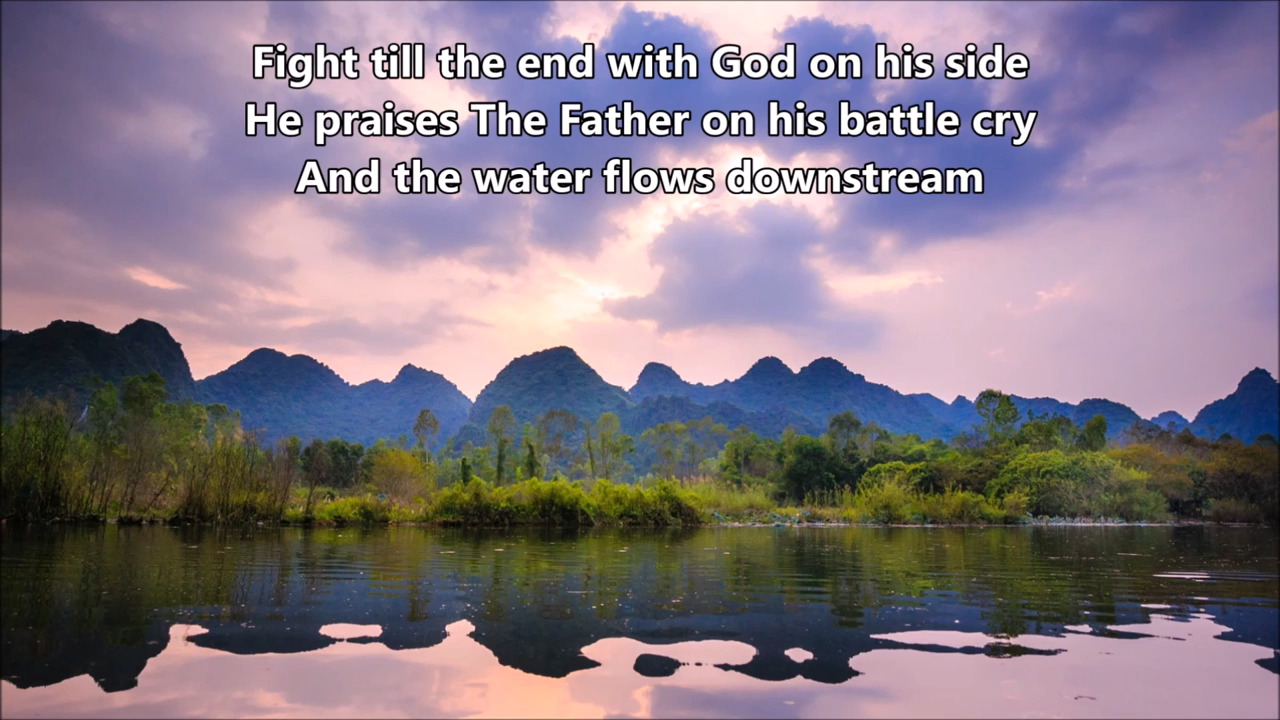 Fight till the end with God on his side
He praises The Father on his battle cry
And the water flows downstream